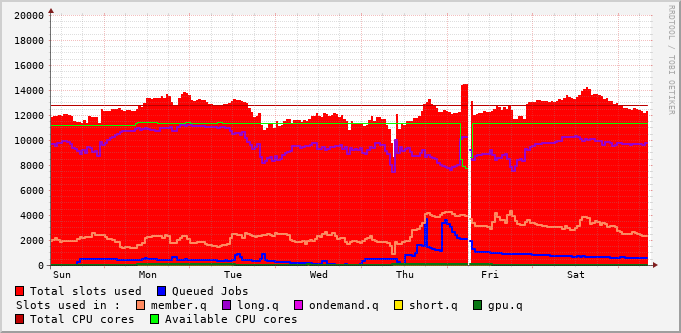 20000
18000
16000
14000
12000
10000
8000
6000
4000
2000
0
Sun Mon Tue Wed Thu Fri Sat
RRDTOOL / TOBI OETIKER
Total slots used Queued Jobs
Slots used in : member.q long.q ondemand.q short.q gpu.q
Total CPU cores Available CPU cores